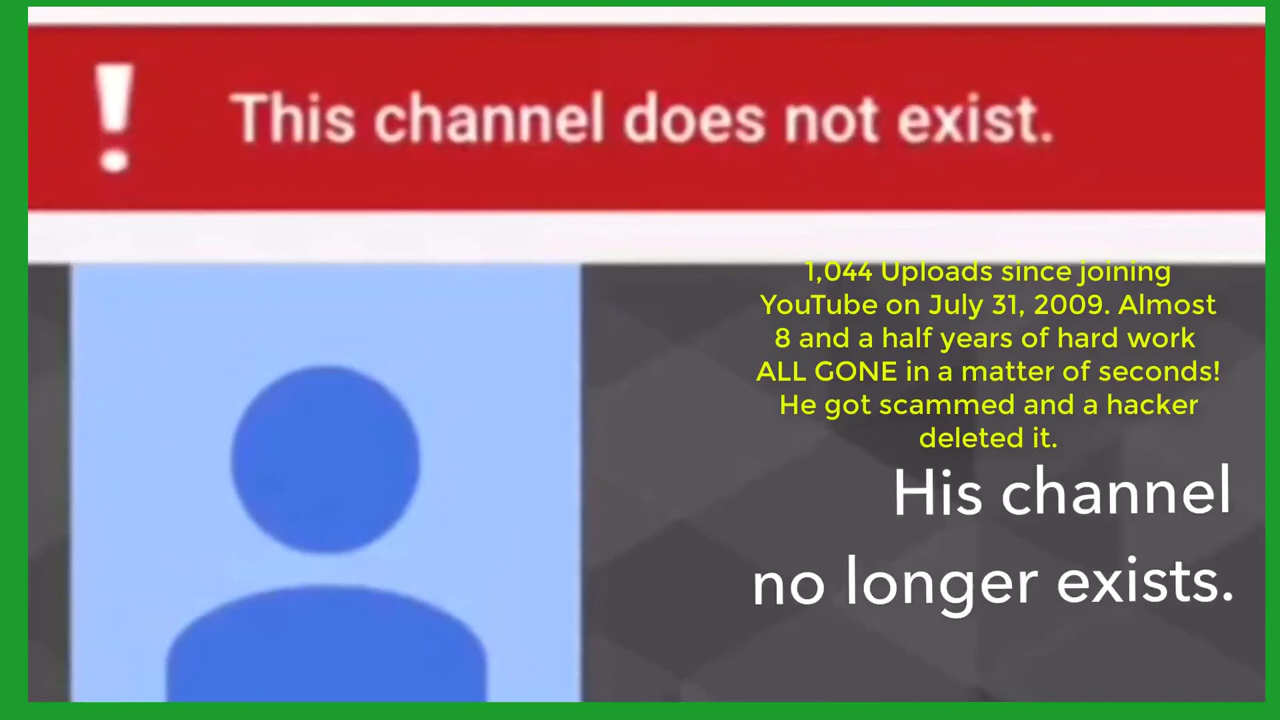 ! This channel does not exist.
1,044 Uploads since joining
YouTube on July 31, 2009. Almost
8 and a half years of hard work
ALL GONE in a matter of seconds!
He got scammed and a hacker
deleted it.
His channel
no longer exists.